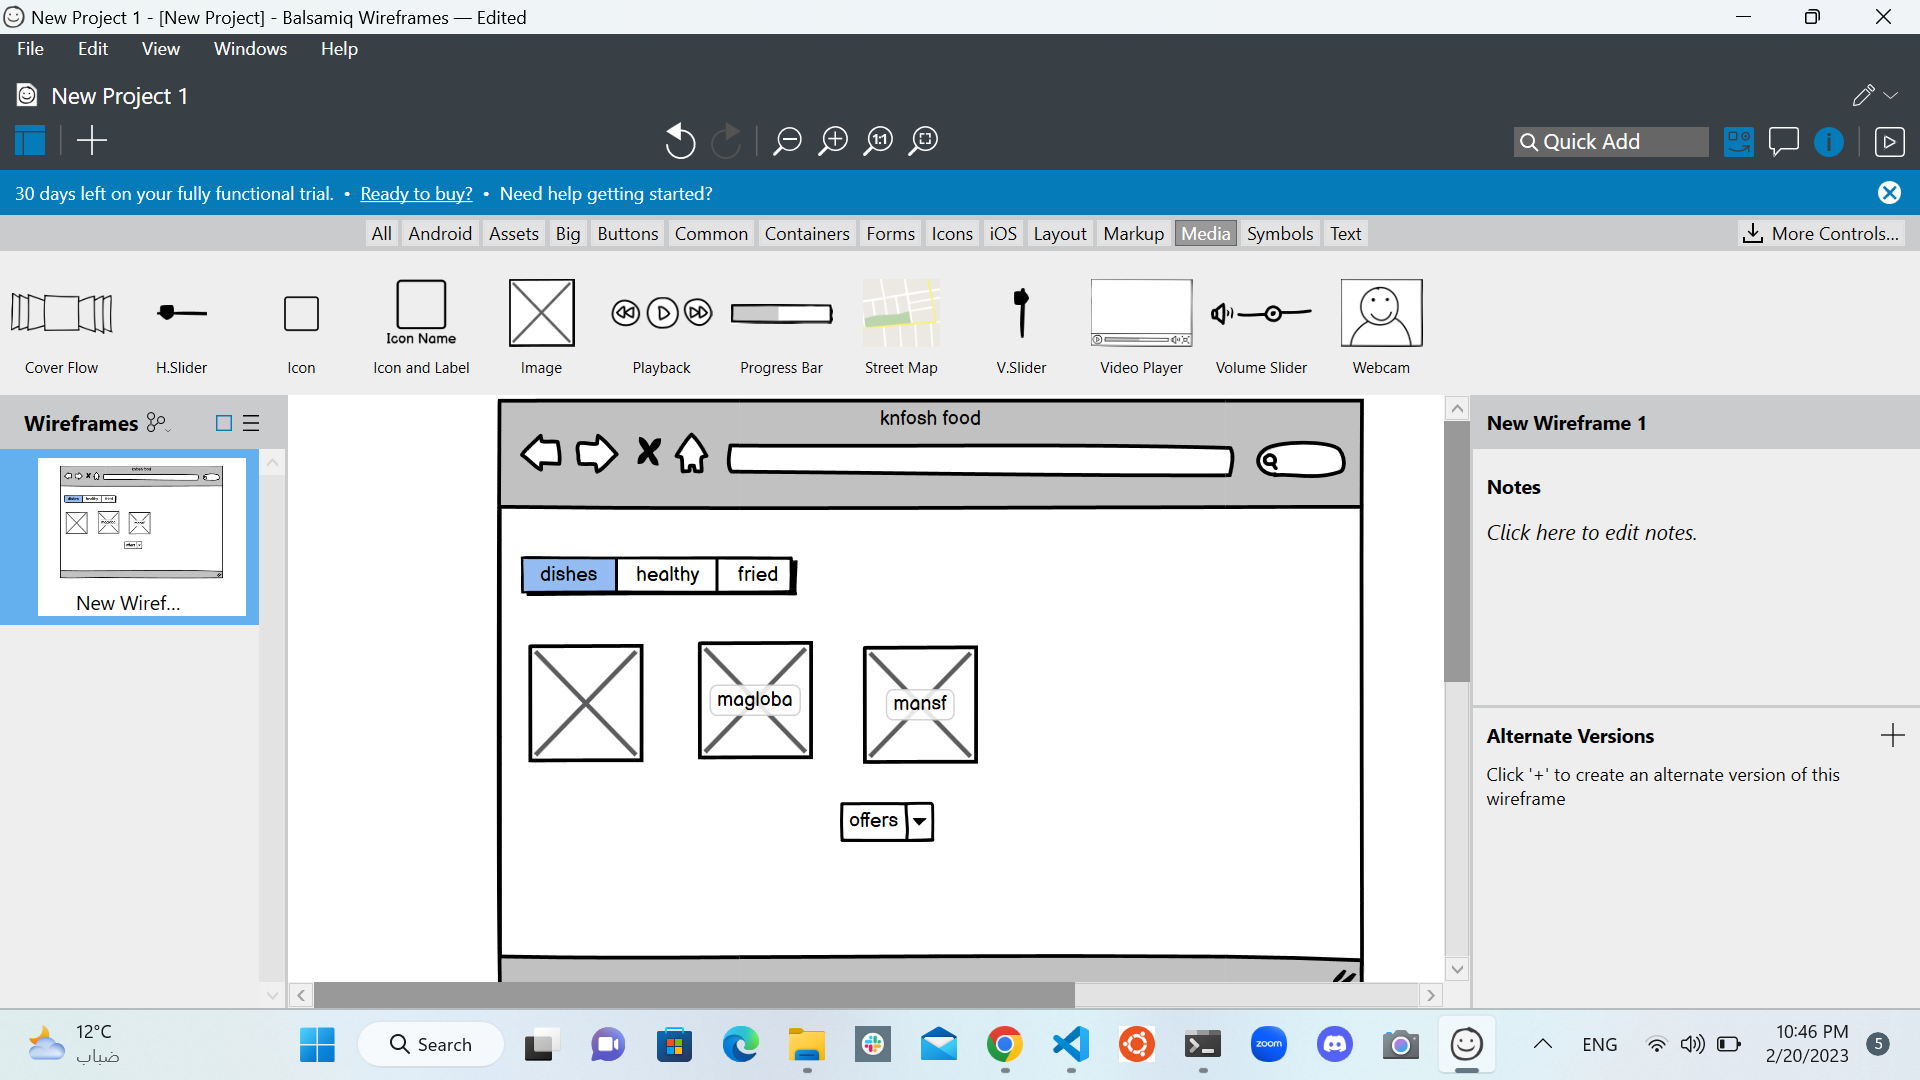 New Project 1 - [New Project] - Balsamiq Wireframes — Edited
File Edit View Windows Help
New Project 1
1:1
Quick Add
30 days left on your fully functional trial. • Ready to buy? • Need help getting started?
All Android Assets Big Buttons Common Containers Forms Icons iOS Layout Markup Media Symbols Text More Controls...
Icon Name
Cover Flow H.Slider Icon Icon and Label Image Playback Progress Bar Street Map V.Slider Video Player Volume Slider Webcam
Wireframes
New Wiref...
knfosh food
dishes healthy fried
magloba
mansf
offers
New Wireframe 1
Notes
Click here to edit notes.
Alternate Versions
Click '+' to create an alternate version of this
wireframe
12°C
ضباب
Search
zoom
ENG
10:46 PM
2/20/2023
5